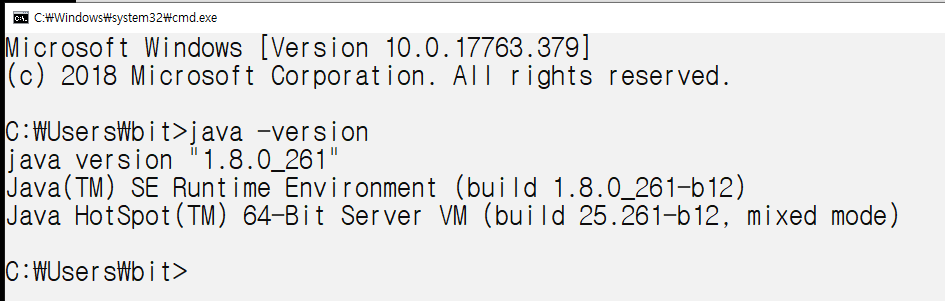 C:₩Windows₩system32₩cmd.exe
Microsoft Windows [Version 10.0.17763.379]
(c) 2018 Microsoft Corporation. All rights reserved.
C:₩Users₩bit>java -version
java version "1.8.0_261"
Java(TM) SE Runtime Environment (build 1.8.0_261-b12)
Java HotSpot(TM) 64-Bit Server VM (build 25.261-b12, mixed mode)
C:₩Users₩bit>